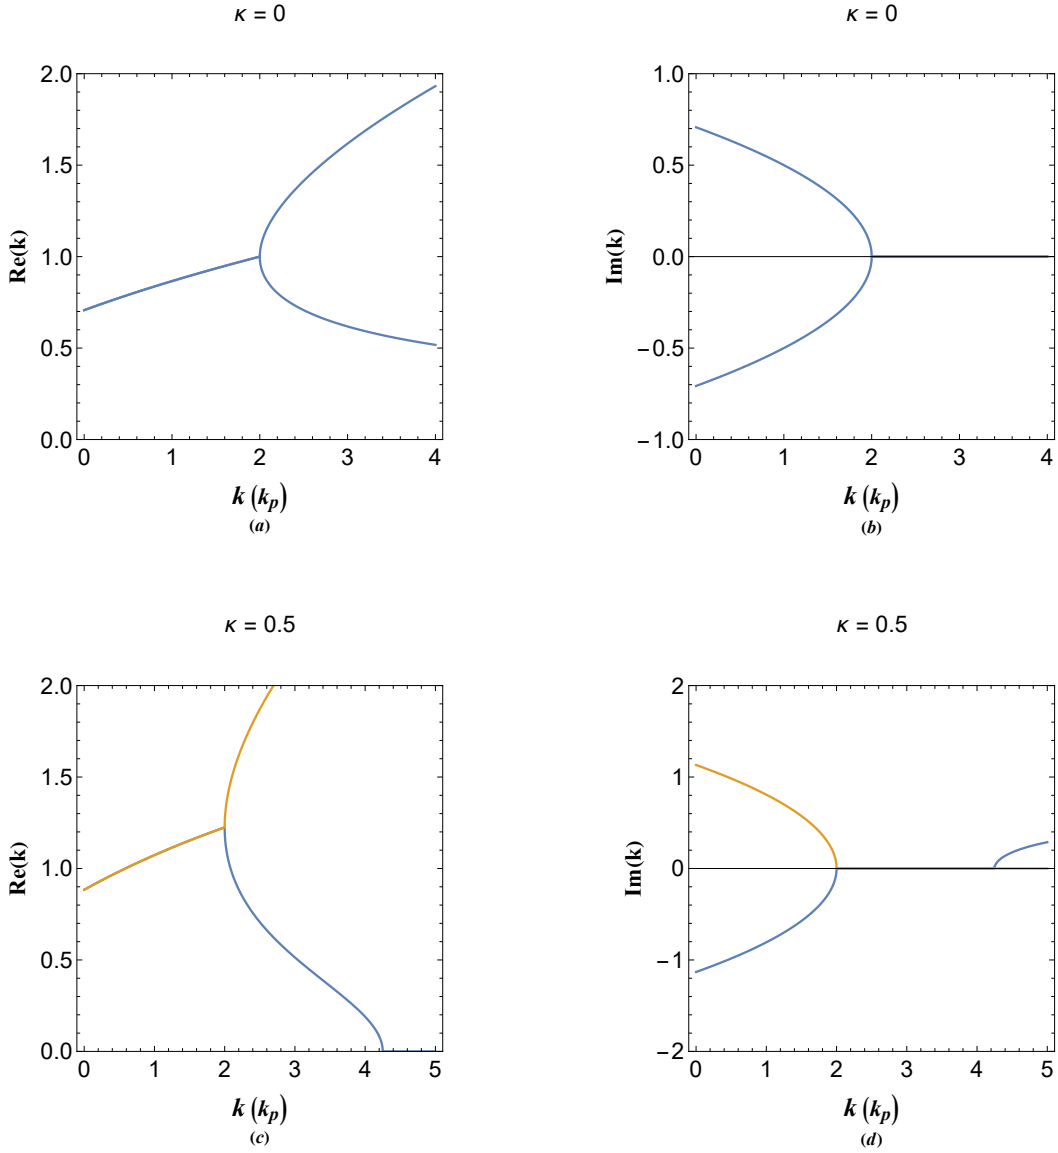 κ = 0
2.0
1.5
1.0
0.5
0.0
Re(k)
0 1 2 3 4
k (kp)
(a)
κ = 0
1.0
0.5
0.0
−0.5
−1.0
Im(k)
0 1 2 3 4
k (kp)
(b)
κ = 0.5
2.0
1.5
1.0
0.5
0.0
Re(k)
0 1 2 3 4 5
k (kp)
(c)
κ = 0.5
2
1
0
−1
−2
Im(k)
0 1 2 3 4 5
k (kp)
(d)